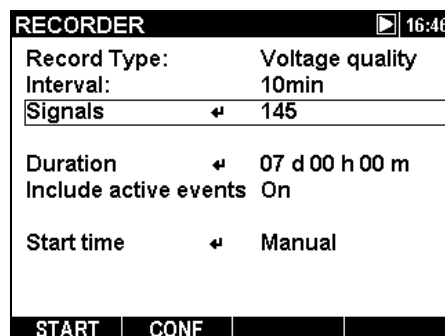 RECORDER 16:46
Record Type: Voltage quality
Interval: 10min
Signals ↵ 145
Duration ↵ 07 d 00 h 00 m
Include active events On
Start time ↵ Manual
START CONF